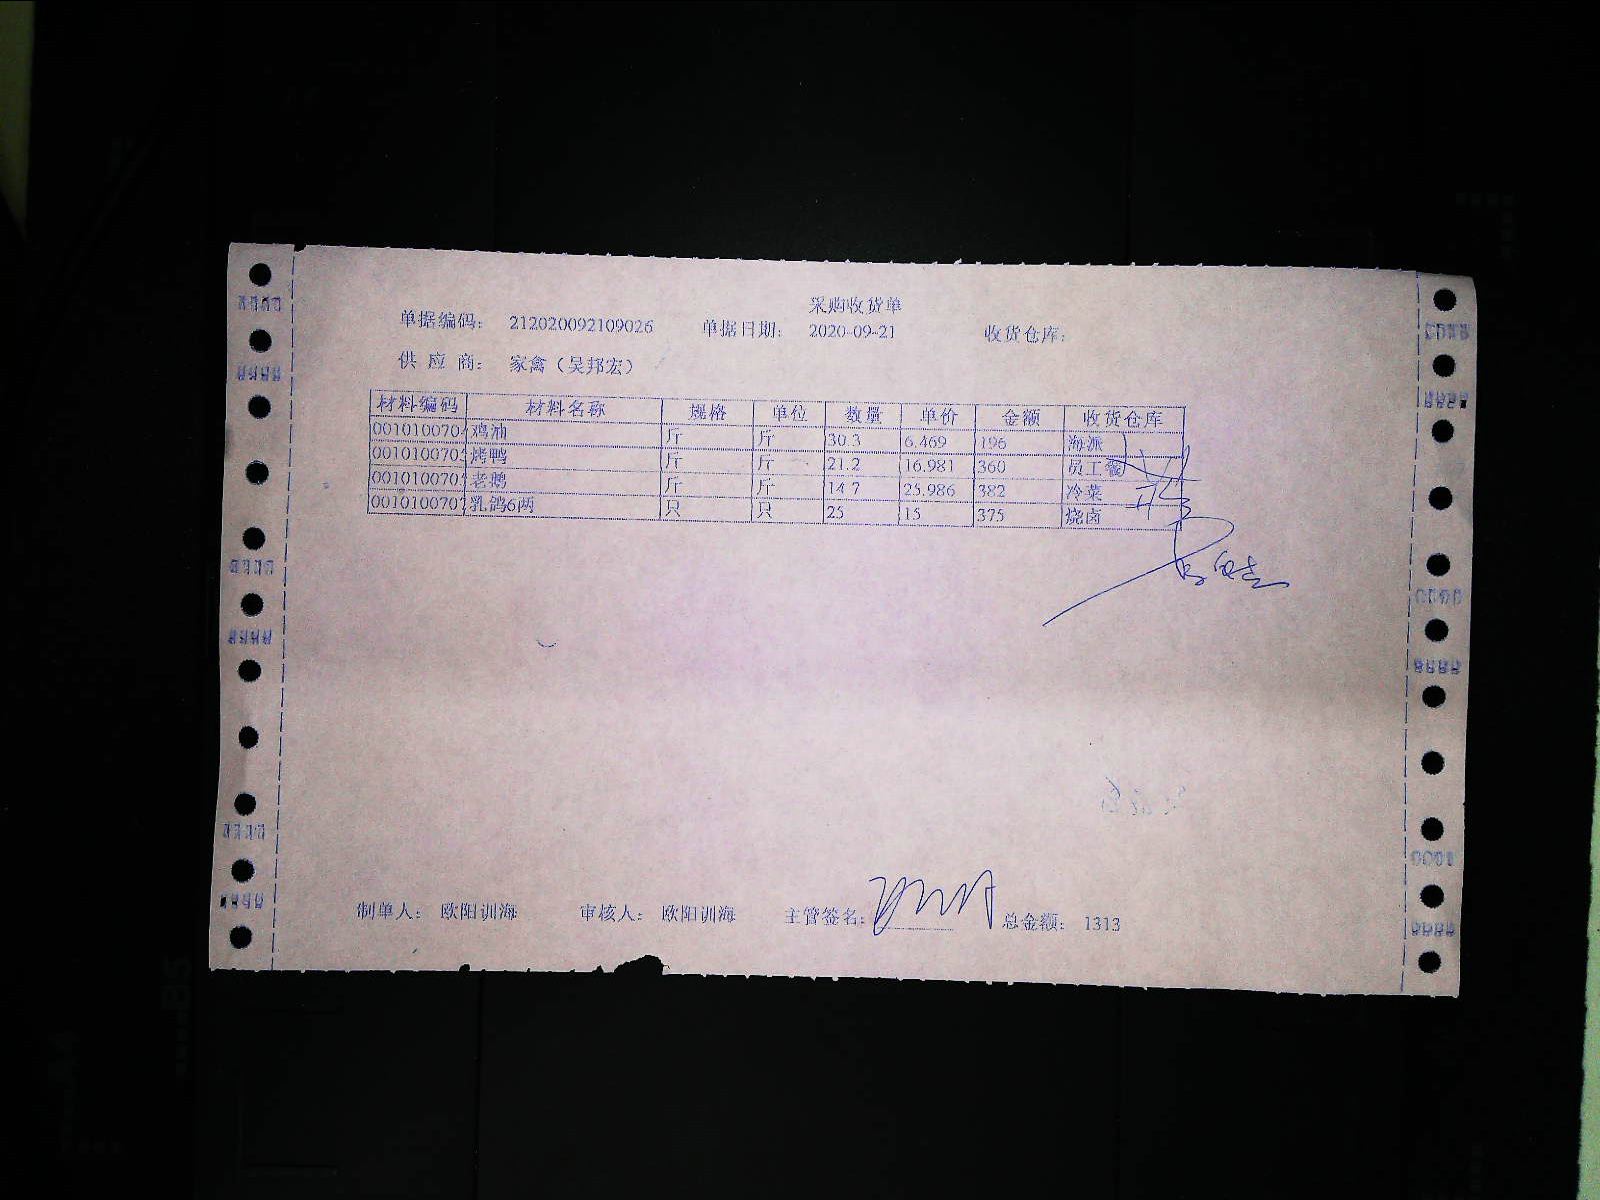 采购收货单
单据编码: 212020092109026 单据日期: 2020-09-21 收货仓库:
供应商: 家禽（吴邦宏）
材料编码 材料名称 规格 单位 数量 单价 金额 收货仓库
001010070 鸡油 斤 斤 30.3 6.469 196 海派
001010070 烤鸭 斤 斤 21.2 16.981 360 员工餐
001010070 老鹅 斤 斤 14.7 25.986 382 冷菜
001010070 乳鸽6两 只 只 25 15 375 烧卤
制单人: 欧阳训海 审核人: 欧阳训海 主管签名: 总金额: 1313